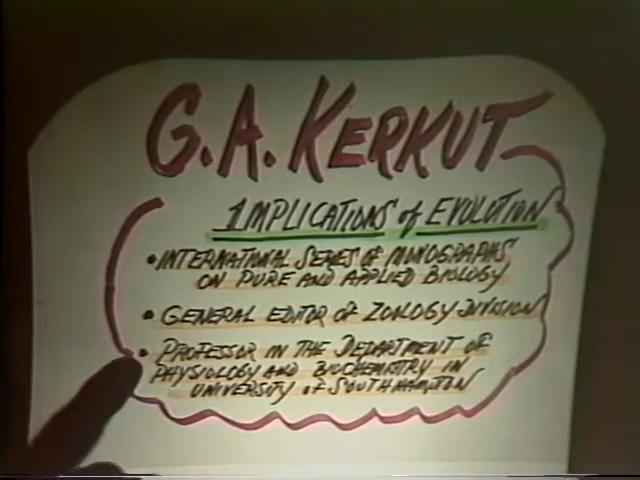 G.A. KERKUT
IMPLICATIONS of EVOLUTION
• INTERNATIONAL SERIES OF MONOGRAPHS
ON PURE AND APPLIED BIOLOGY
• GENERAL EDITOR OF ZOOLOGY DIVISION
• PROFESSOR IN THE DEPARTMENT OF
PHYSIOLOGY AND BIOCHEMISTRY IN
UNIVERSITY of SOUTHHAMPTON